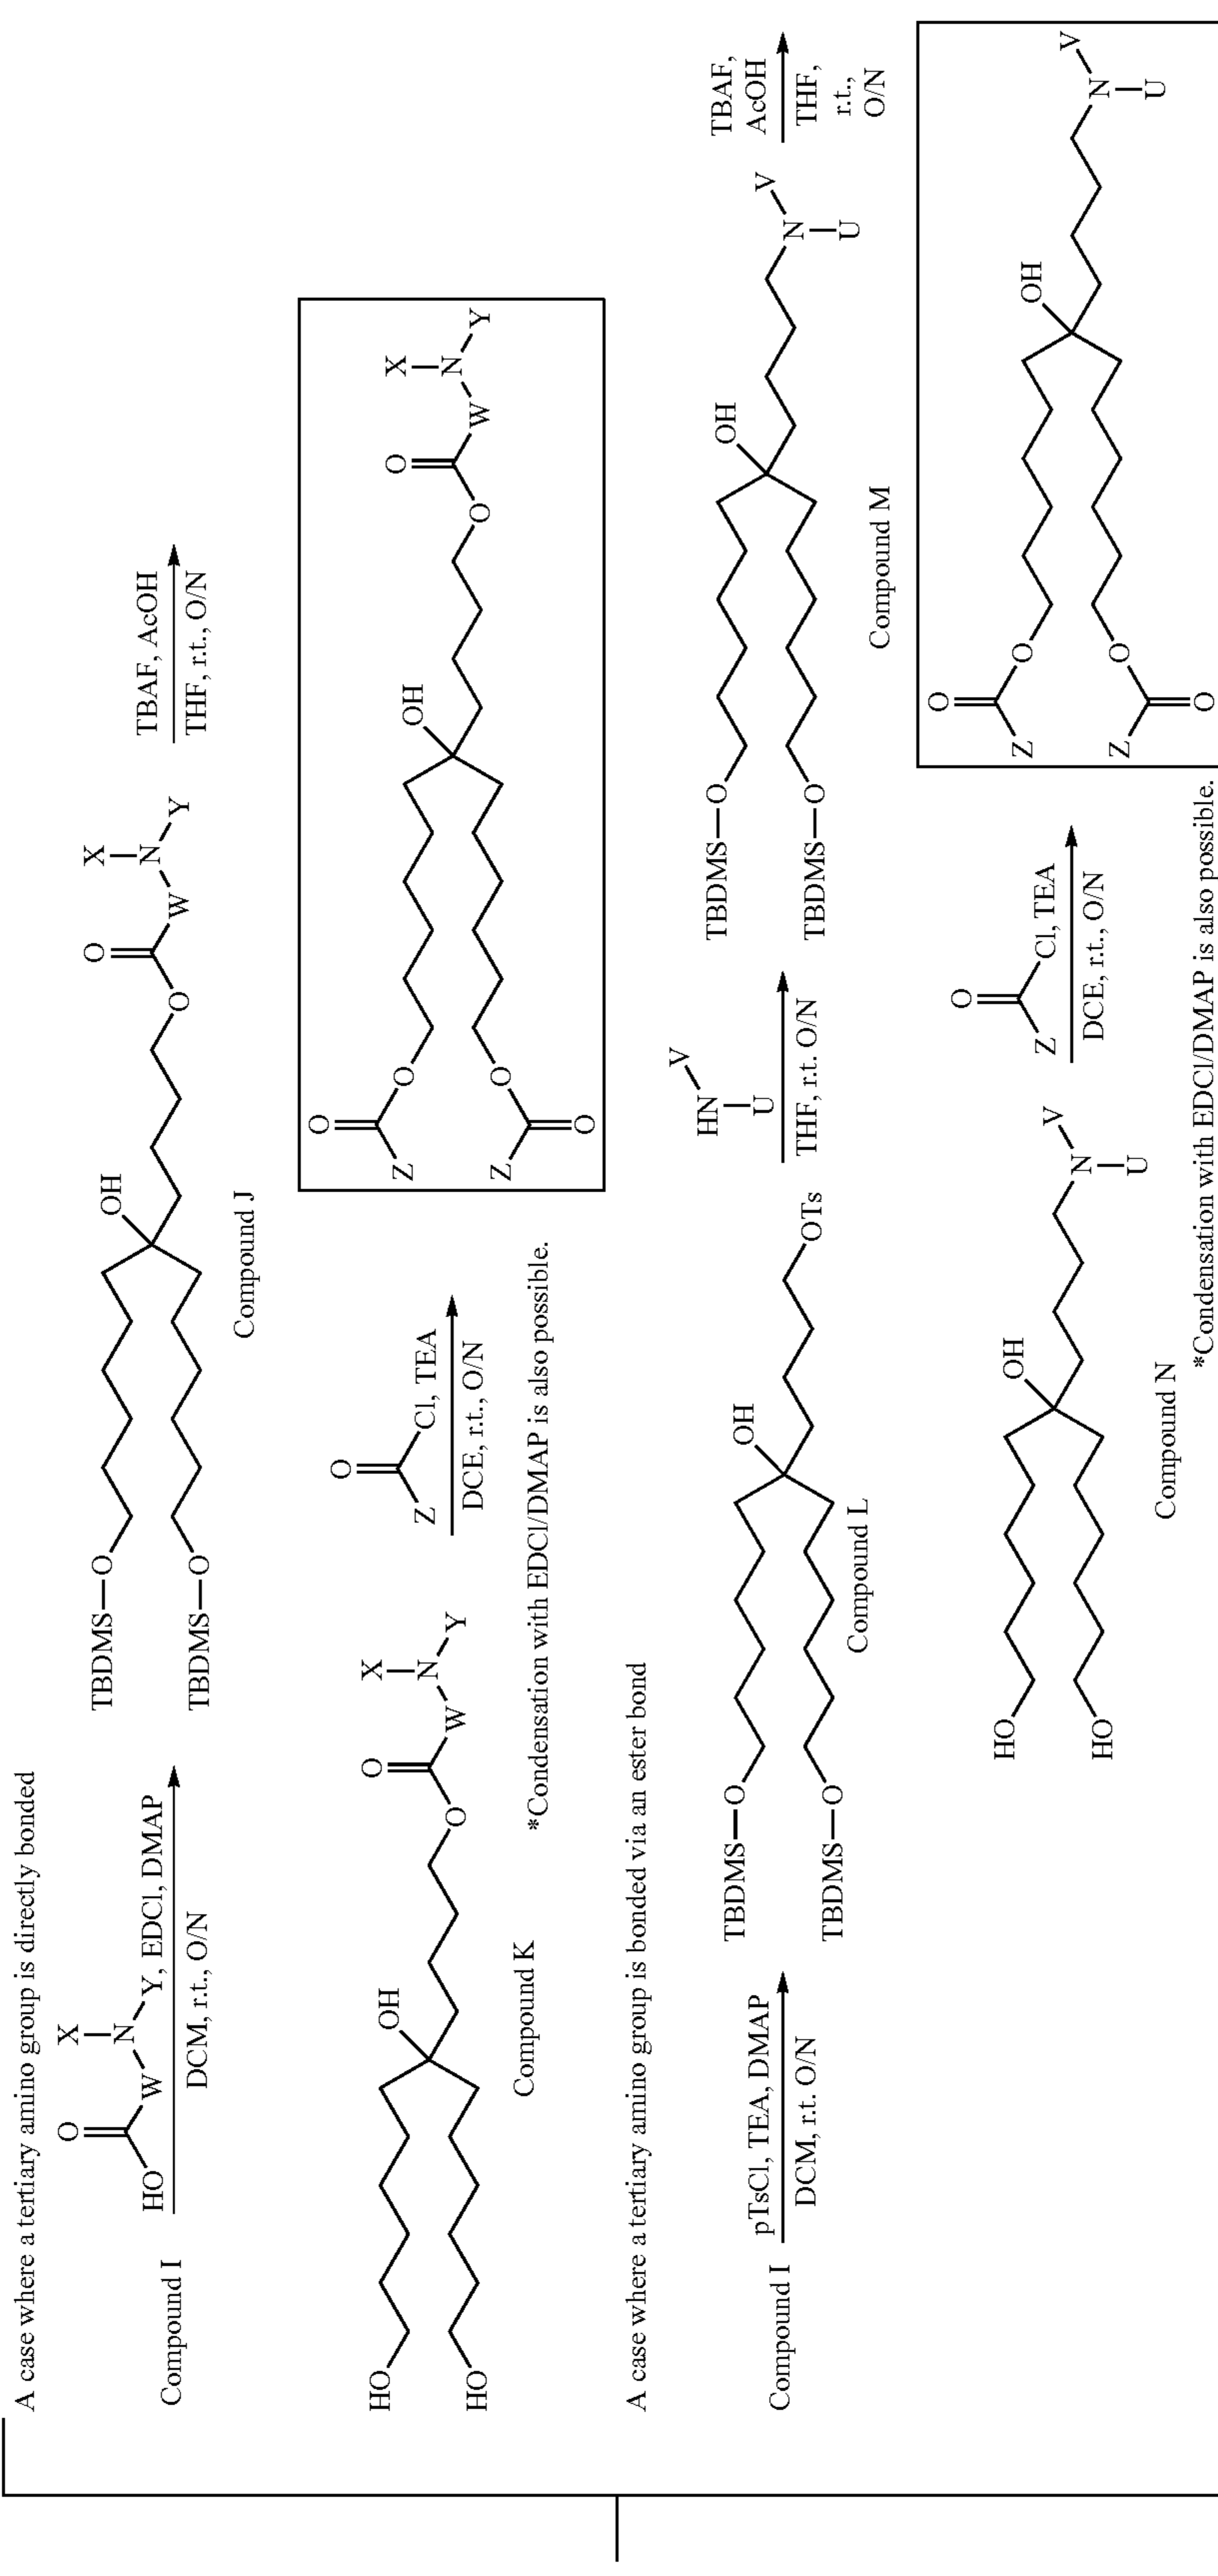 A case where a tertiary amino group is directly bonded
Compound I
O
HO
W
X
N
Y, EDCl, DMAP
DCM, r.t., O/N
TBDMS—O
TBDMS—O
OH
O
O
W
X
N
Y
Compound J
TBAF, AcOH
THF, r.t., O/N
HO
HO
OH
O
O
W
X
N
Y
Compound K
O
Z
Cl, TEA
DCE, r.t., O/N
*Condensation with EDCl/DMAP is also possible.
O
Z
O
Z
O
O
OH
O
O
W
X
N
Y
A case where a tertiary amino group is bonded via an ester bond
Compound I
pTsCl, TEA, DMAP
DCM, r.t. O/N
TBDMS—O
TBDMS—O
OH
OTs
Compound L
HN
V
U
THF, r.t. O/N
TBDMS—O
TBDMS—O
OH
N
V
U
Compound M
TBAF,
AcOH
THF,
r.t.,
O/N
HO
HO
OH
N
V
U
Compound N
O
Z
Cl, TEA
DCE, r.t., O/N
*Condensation with EDCl/DMAP is also possible.
O
Z
O
Z
O
O
OH
N
V
U